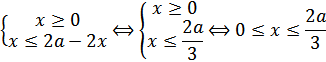 {x ≥ 0, x ≤ 2a − 2x ⇔ {x ≥ 0, x ≤ 2a/3 ⇔ 0 ≤ x ≤ 2a/3